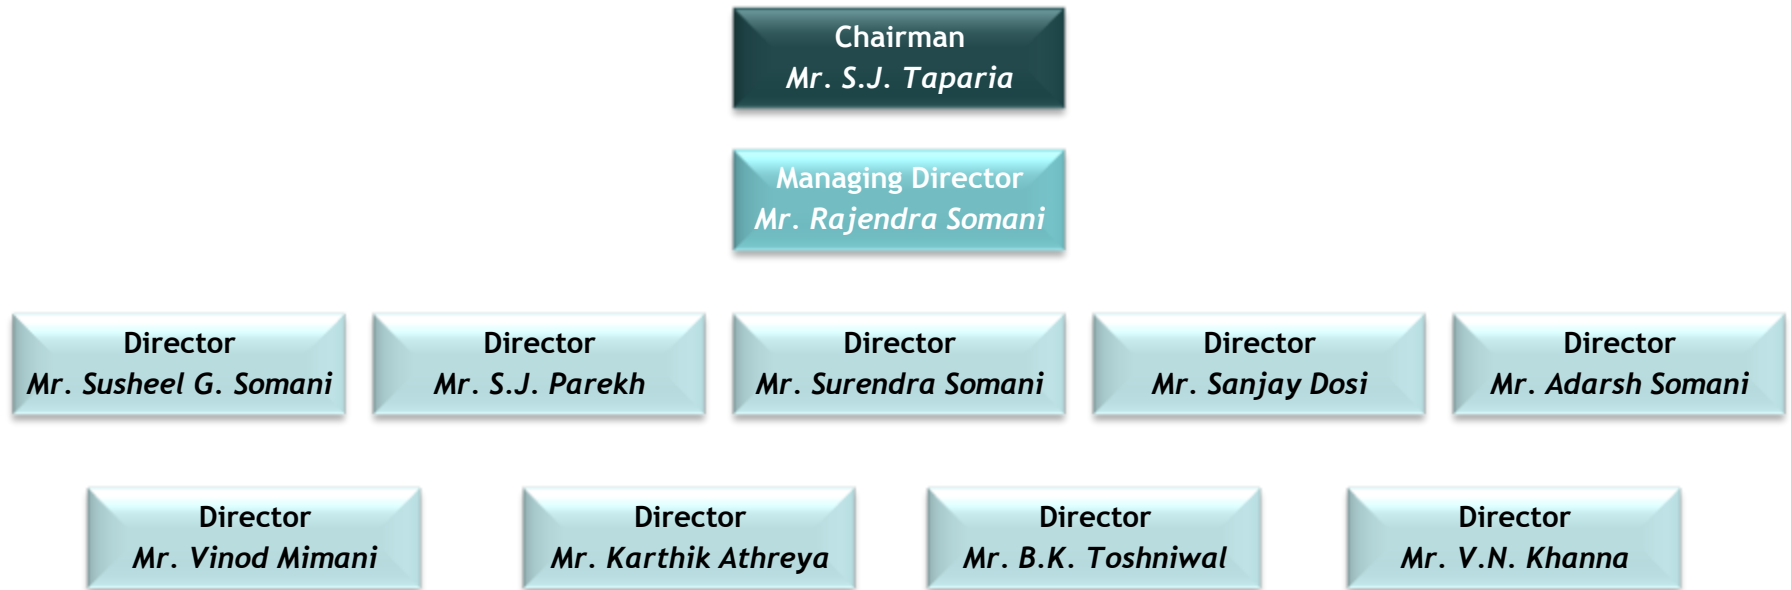 Chairman
Mr. S.J. Taparia
Managing Director
Mr. Rajendra Somani
Director
Mr. Susheel G. Somani
Director
Mr. S.J. Parekh
Director
Mr. Surendra Somani
Director
Mr. Sanjay Dosi
Director
Mr. Adarsh Somani
Director
Mr. Vinod Mimani
Director
Mr. Karthik Athreya
Director
Mr. B.K. Toshniwal
Director
Mr. V.N. Khanna